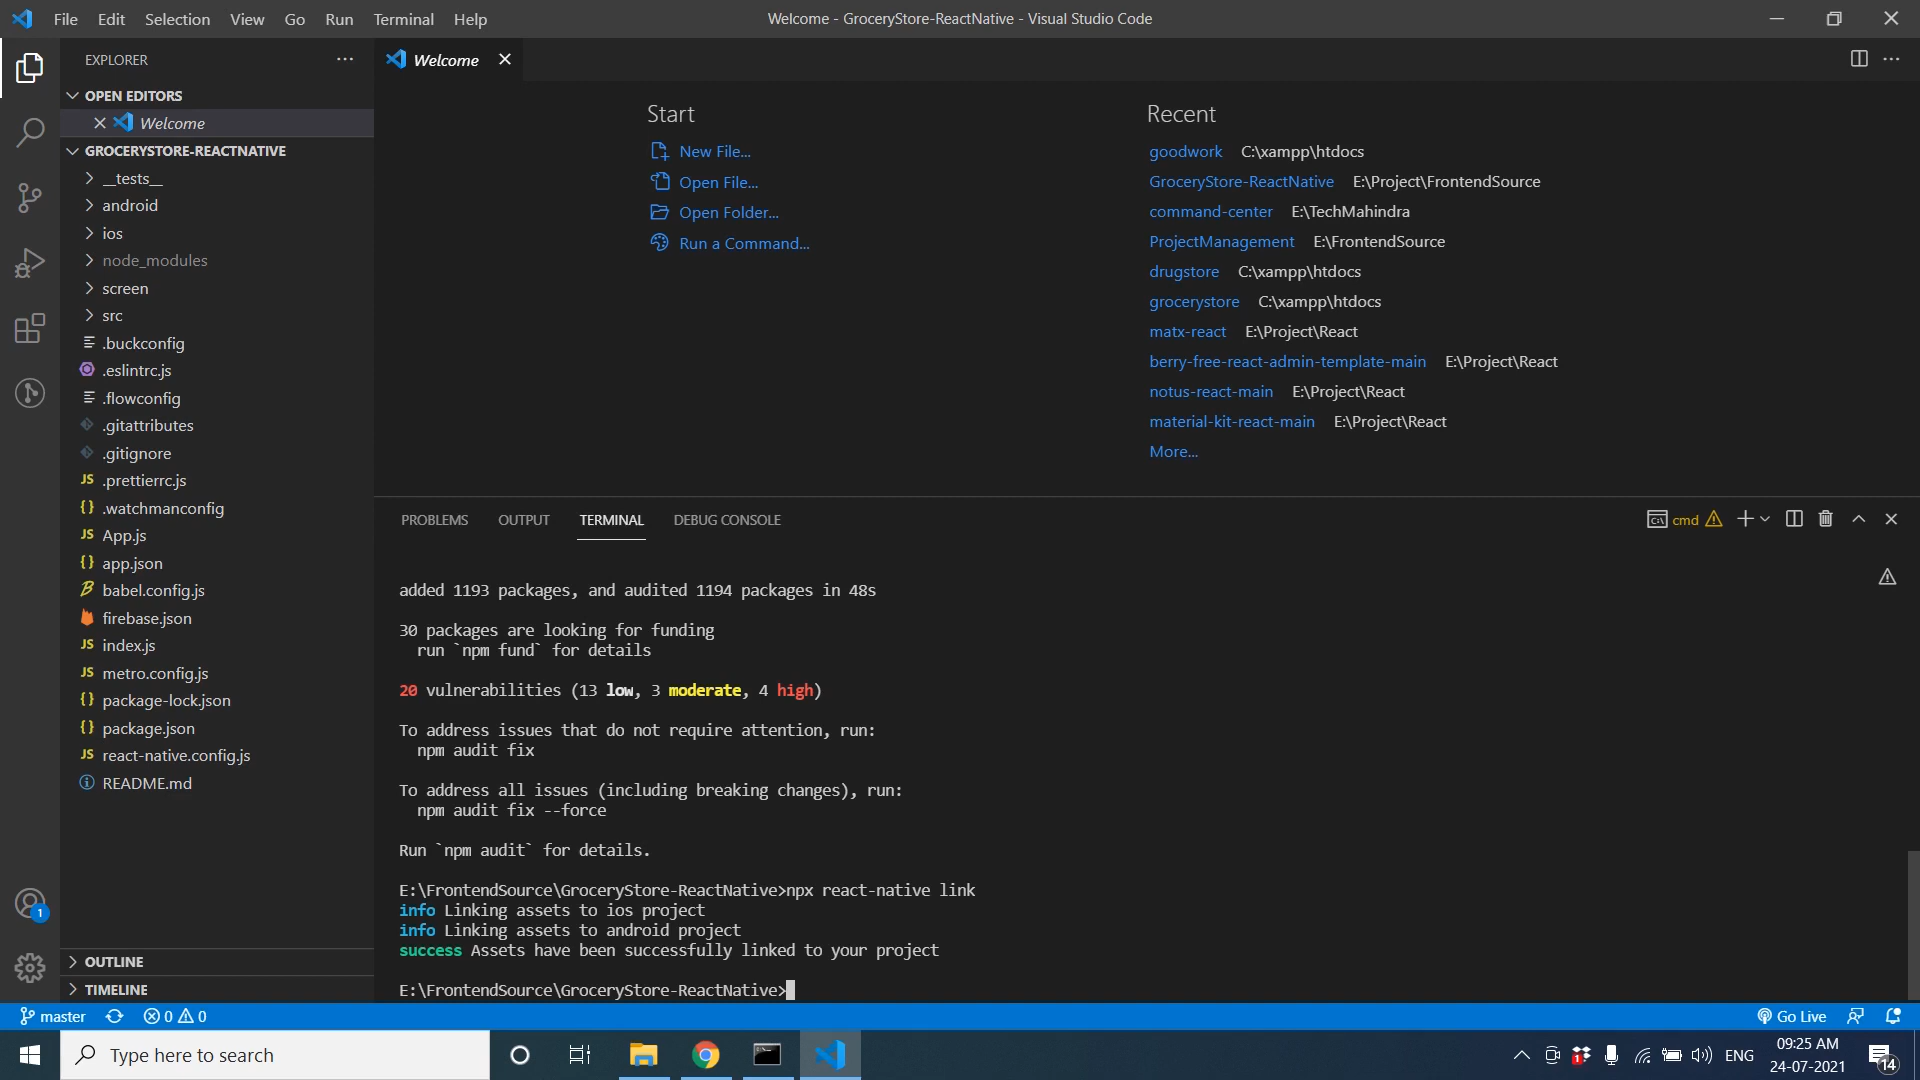 File Edit Selection View Go Run Terminal Help
Welcome - GroceryStore-ReactNative - Visual Studio Code
EXPLORER
OPEN EDITORS
Welcome
GROCERYSTORE-REACTNATIVE
__tests__
android
ios
node_modules
screen
src
.buckconfig
.eslintrc.js
.flowconfig
.gitattributes
.gitignore
.prettierrc.js
.watchmanconfig
App.js
app.json
babel.config.js
firebase.json
index.js
metro.config.js
package-lock.json
package.json
react-native.config.js
README.md
OUTLINE
TIMELINE
Welcome
Start
New File...
Open File...
Open Folder...
Run a Command...
Recent
goodwork C:\xampp\htdocs
GroceryStore-ReactNative E:\Project\FrontendSource
command-center E:\TechMahindra
ProjectManagement E:\FrontendSource
drugstore C:\xampp\htdocs
grocerystore C:\xampp\htdocs
matx-react E:\Project\React
berry-free-react-admin-template-main E:\Project\React
notus-react-main E:\Project\React
material-kit-react-main E:\Project\React
More...
PROBLEMS OUTPUT TERMINAL DEBUG CONSOLE
cmd
added 1193 packages, and audited 1194 packages in 48s
30 packages are looking for funding
run `npm fund` for details
20 vulnerabilities (13 low, 3 moderate, 4 high)
To address issues that do not require attention, run:
npm audit fix
To address all issues (including breaking changes), run:
npm audit fix --force
Run `npm audit` for details.
E:\FrontendSource\GroceryStore-ReactNative>npx react-native link
info Linking assets to ios project
info Linking assets to android project
success Assets have been successfully linked to your project
E:\FrontendSource\GroceryStore-ReactNative>
1
master 0 0 Go Live
Type here to search
1
ENG
09:25 AM
24-07-2021
14